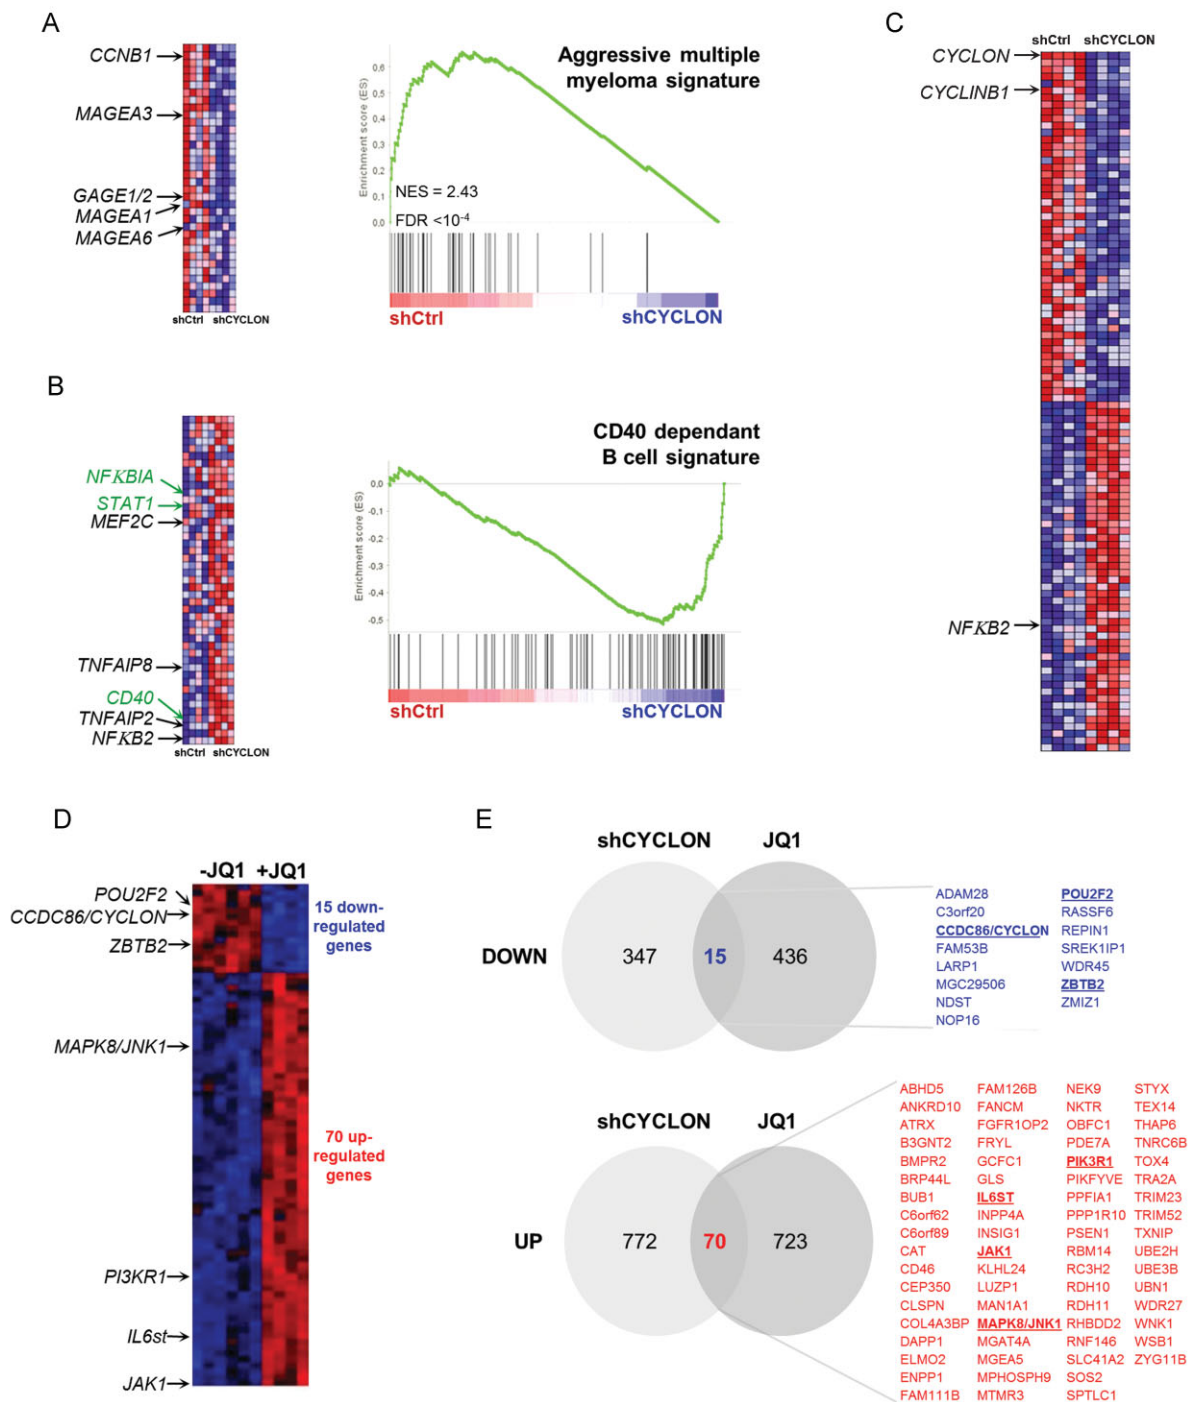 A
CCNB1
MAGEA3
GAGE1/2
MAGEA1
MAGEA6
shCtrl shCYCLON
Aggressive multiple
myeloma signature
Enrichment score (ES)
0,6
0,5
0,4
0,3
0,2
0,1
0,0
NES = 2.43
FDR <10-4
shCtrl shCYCLON
B
NFKBIA
STAT1
MEF2C
TNFAIP8
CD40
TNFAIP2
NFKB2
shCtrl shCYCLON
CD40 dependant
B cell signature
Enrichment score (ES)
0,0
-0,1
-0,2
-0,3
-0,4
-0,5
shCtrl shCYCLON
C
shCtrl shCYCLON
CYCLON
CYCLINB1
NFKB2
D
-JQ1 +JQ1
POU2F2
CCDC86/CYCLON
ZBTB2
MAPK8/JNK1
PI3KR1
IL6st
JAK1
15 down-
regulated
genes
70 up-
regulated
genes
E
shCYCLON JQ1
DOWN 347 15 436
ADAM28 POU2F2
C3orf20 RASSF6
CCDC86/CYCLON REPIN1
FAM53B SREK1IP1
LARP1 WDR45
MGC29506 ZBTB2
NDST ZMIZ1
NOP16
shCYCLON JQ1
UP 772 70 723
ABHD5 FAM126B NEK9 STYX
ANKRD10 FANCM NKTR TEX14
ATRX FGFR1OP2 OBFC1 THAP6
B3GNT2 FRYL PDE7A TNRC6B
BMPR2 GCFC1 PIK3R1 TOX4
BRP44L GLS PIKFYVE TRA2A
BUB1 IL6ST PPFIA1 TRIM23
C6orf62 INPP4A PPP1R10 TRIM52
C6orf89 INSIG1 PSEN1 TXNIP
CAT JAK1 RBM14 UBE2H
CD46 KLHL24 RC3H2 UBE3B
CEP350 LUZP1 RDH10 UBN1
CLSPN MAN1A1 RDH11 WDR27
COL4A3BP MAPK8/JNK1 RHBDD2 WNK1
DAPP1 MGAT4A RNF146 WSB1
ELMO2 MGEA5 SLC41A2 ZYG11B
ENPP1 MPHOSPH9 SOS2
FAM111B MTMR3 SPTLC1